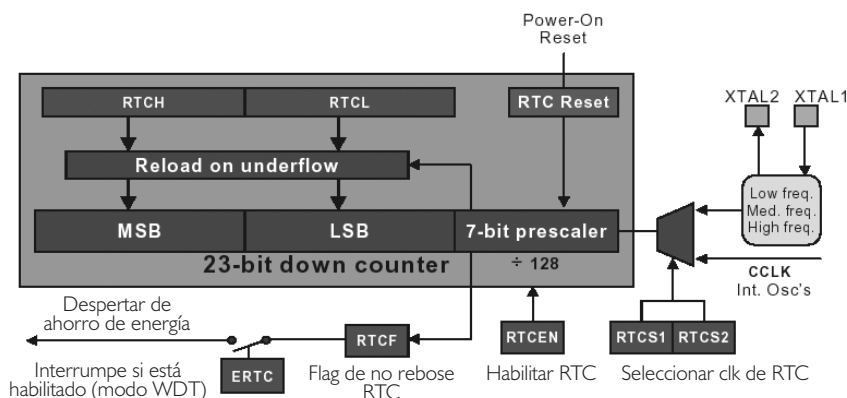 Power-On
Reset
XTAL2 XTAL1
RTCH RTCL RTC Reset
Reload on underflow
Low freq.
Med. freq.
High freq.
MSB LSB 7-bit prescaler
23-bit down counter ÷ 128
CCLK
Int. Osc's
Despertar de
ahorro de energía
RTCF RTCEN RTCS1 RTCS2
Interrumpe si está
habilitado (modo WDT)
ERTC
Flag de no rebose
RTC
Habilitar RTC
Seleccionar clk de RTC